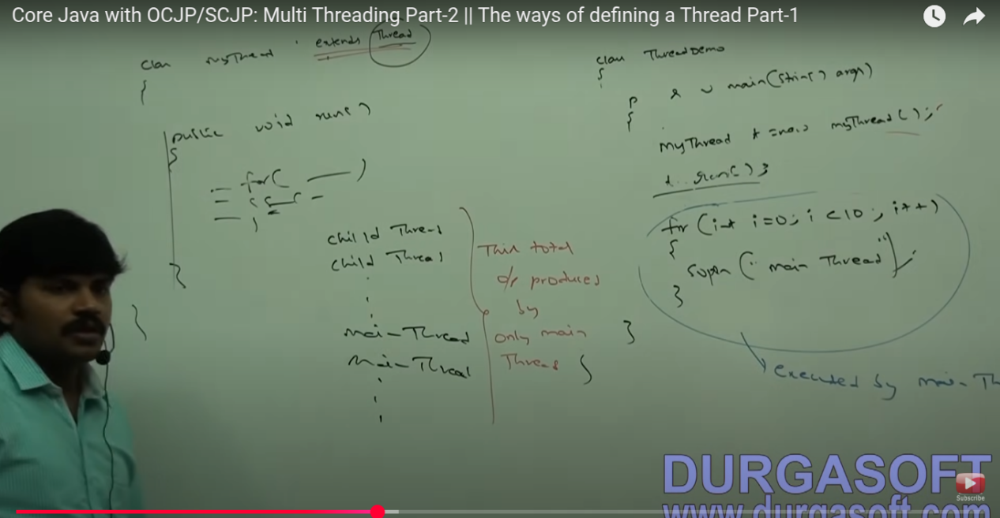 Core Java with OCJP/SCJP: Multi Threading Part-2 || The ways of defining a Thread Part-1
class myThread extends Thread
{
public void run()
{
for( )
{
}
}
}
child Thread
child Thread
main-Thread
main-Thread
This total
o/p produces
by
only main
Thread
class ThreadDemo
{
p s v main(String[] args)
{
myThread t = new myThread();
t.run();
for (int i=0; i<10; i++)
{
sopln("main Thread");
}
}
}
executed by main-Th
DURGASOFT
www.durgasoft.com
Subscribe